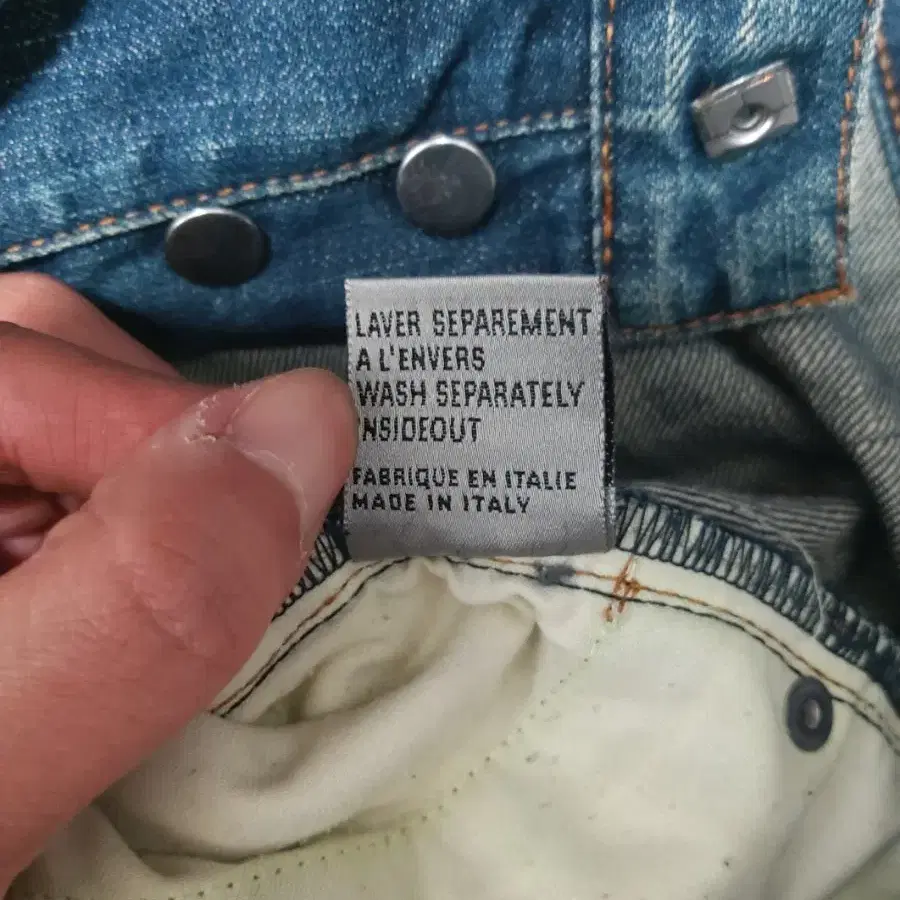 LAVER SEPAREMENT
A L'ENVERS
WASH SEPARATELY
INSIDEOUT
FABRIQUE EN ITALIE
MADE IN ITALY